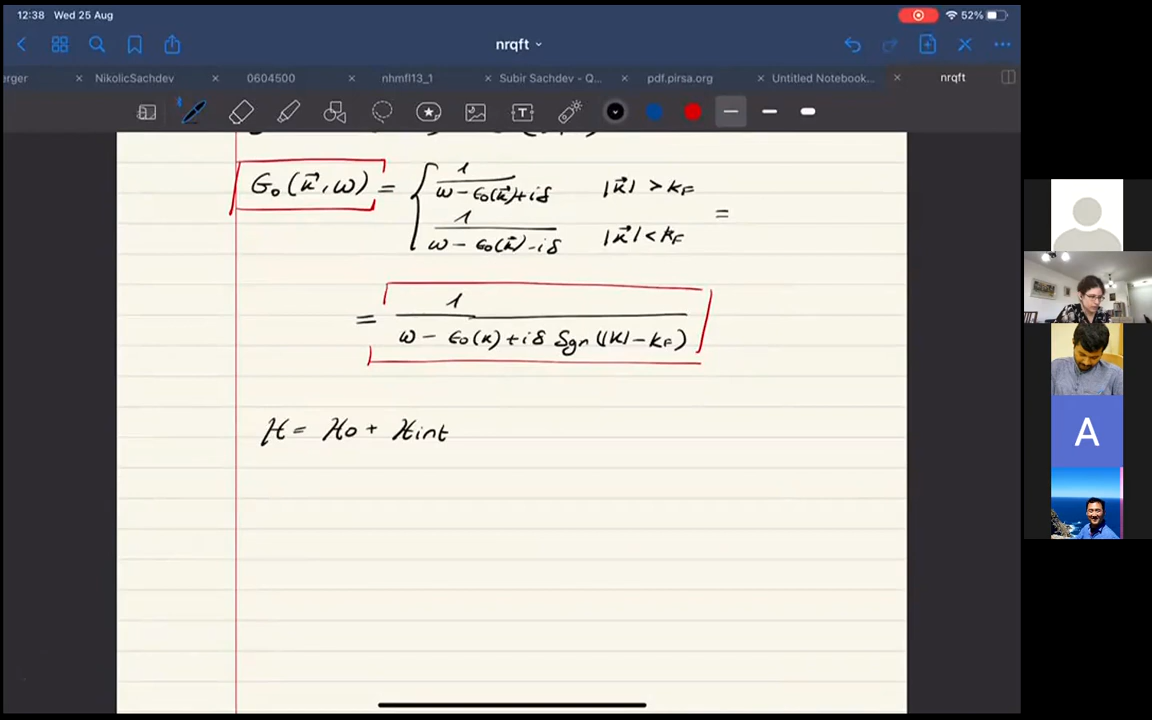 12:38 Wed 25 Aug
52%
nrqft
erger
NikolicSachdev
0604500
nhmfl13_1
Subir Sachdev - Q...
pdf.pirsa.org
Untitled Notebook...
nrqft
G₀(k⃗,ω) = { 1/(ω - ϵ₀(k⃗)+iδ) |k⃗| > k_F
1/(ω - ϵ₀(k⃗) - iδ) |k⃗| < k_F =
= 1/(ω - ϵ₀(k) + iδ Sgn(|k| - k_F))
H = H₀ + Hint
A